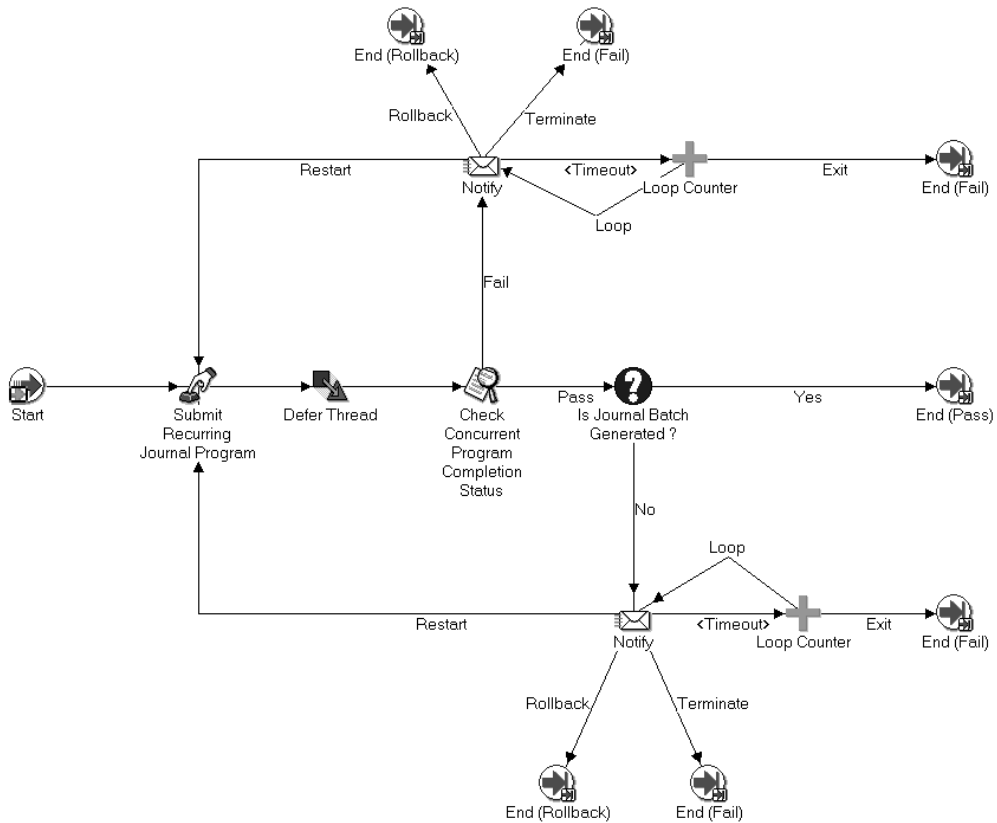 End (Rollback)
End (Fail)
Rollback
Terminate
Restart
Notify
<Timeout>
Loop Counter
Exit
End (Fail)
Loop
Fail
Start
Submit
Recurring
Journal Program
Defer Thread
Check
Concurrent
Program
Completion
Status
Pass
Is Journal Batch
Generated ?
Yes
End (Pass)
No
Loop
Restart
Notify
<Timeout>
Loop Counter
Exit
End (Fail)
Rollback
Terminate
End (Rollback)
End (Fail)